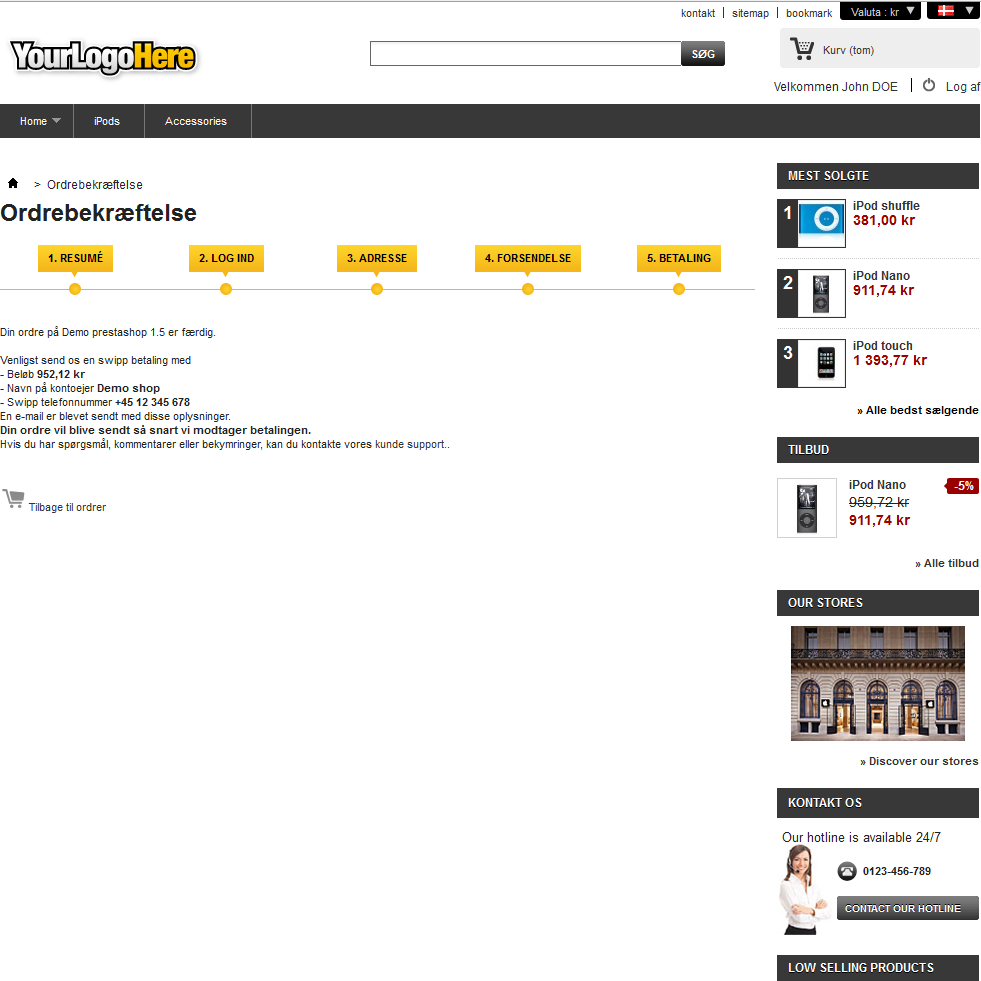 kontakt
sitemap
bookmark
Valuta : kr
YourLogoHere
SØG
Kurv (tom)
Velkommen John DOE
Log af
Home
iPods
Accessories
> Ordrebekræftelse
Ordrebekræftelse
1. RESUMÉ
2. LOG IND
3. ADRESSE
4. FORSENDELSE
5. BETALING
Din ordre på Demo prestashop 1.5 er færdig.
Venligst send os en swipp betaling med
- Beløb 952,12 kr
- Navn på kontoejer Demo shop
- Swipp telefonnummer +45 12 345 678
En e-mail er blevet sendt med disse oplysninger.
Din ordre vil blive sendt så snart vi modtager betalingen.
Hvis du har spørgsmål, kommentarer eller bekymringer, kan du kontakte vores kunde support..
Tilbage til ordrer
MEST SOLGTE
1
iPod shuffle
381,00 kr
2
iPod Nano
911,74 kr
3
iPod touch
1 393,77 kr
» Alle bedst sælgende
TILBUD
iPod Nano
-5%
959,72 kr
911,74 kr
» Alle tilbud
OUR STORES
» Discover our stores
KONTAKT OS
Our hotline is available 24/7
0123-456-789
CONTACT OUR HOTLINE
LOW SELLING PRODUCTS